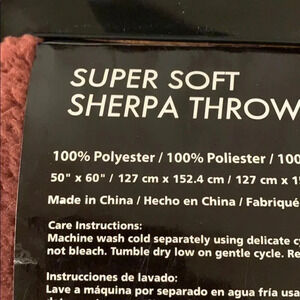 SUPER SOFT
SHERPA THROW
100% Polyester / 100% Poliester / 100
50" x 60" / 127 cm x 152.4 cm / 127 cm x 1
Made in China / Hecho en China / Fabriqué
Care Instructions:
Machine wash cold separately using delicate c
not bleach. Tumble dry low on gentle cycle. Re
Instrucciones de lavado:
Lave a máquina por separado en agua fría usa